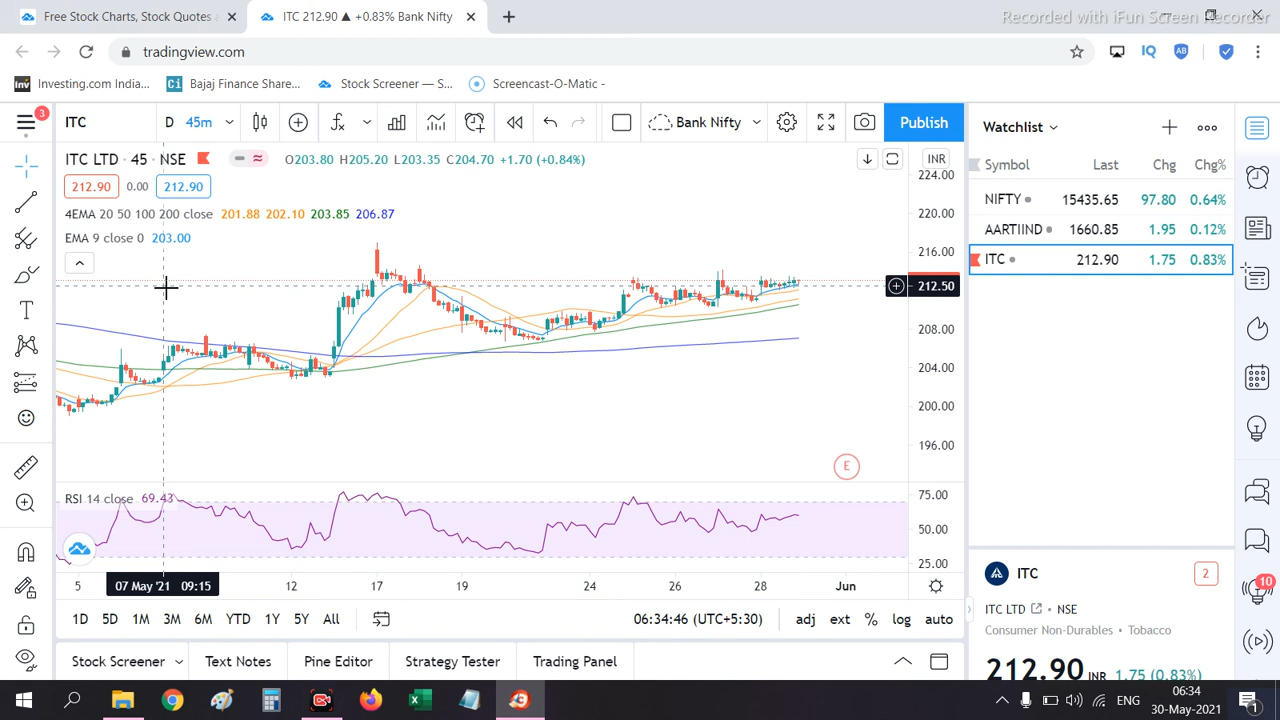 Free Stock Charts, Stock Quotes a
ITC 212.90 ▲ +0.83% Bank Nifty
Recorded with iFun Screen Recorder
tradingview.com
IQ
AB
Inv
Investing.com India...
Ci
Bajaj Finance Share...
Stock Screener — S...
Screencast-O-Matic -
3
ITC
D
45m
Bank Nifty
Publish
Watchlist
ITC LTD · 45 · NSE
O203.80 H205.20 L203.35 C204.70 +1.70 (+0.84%)
INR
Symbol
Last
Chg
Chg%
212.90
0.00
212.90
224.00
NIFTY
15435.65
97.80
0.64%
4EMA 20 50 100 200 close 201.88 202.10 203.85 206.87
220.00
AARTIIND
1660.85
1.95
0.12%
EMA 9 close 0 203.00
216.00
ITC
212.90
1.75
0.83%
212.50
208.00
204.00
200.00
196.00
E
RSI 14 close 69.43
75.00
50.00
25.00
5
07 May '21 09:15
12
17
19
24
26
28
Jun
ITC
2
10
ITC LTD
· NSE
Consumer Non-Durables • Tobacco
1D
5D
1M
3M
6M
YTD
1Y
5Y
All
06:34:46 (UTC+5:30)
adj
ext
%
log
auto
Stock Screener
Text Notes
Pine Editor
Strategy Tester
Trading Panel
212.90 INR 1.75 (0.83%)
ENG
06:34
30-May-2021
1